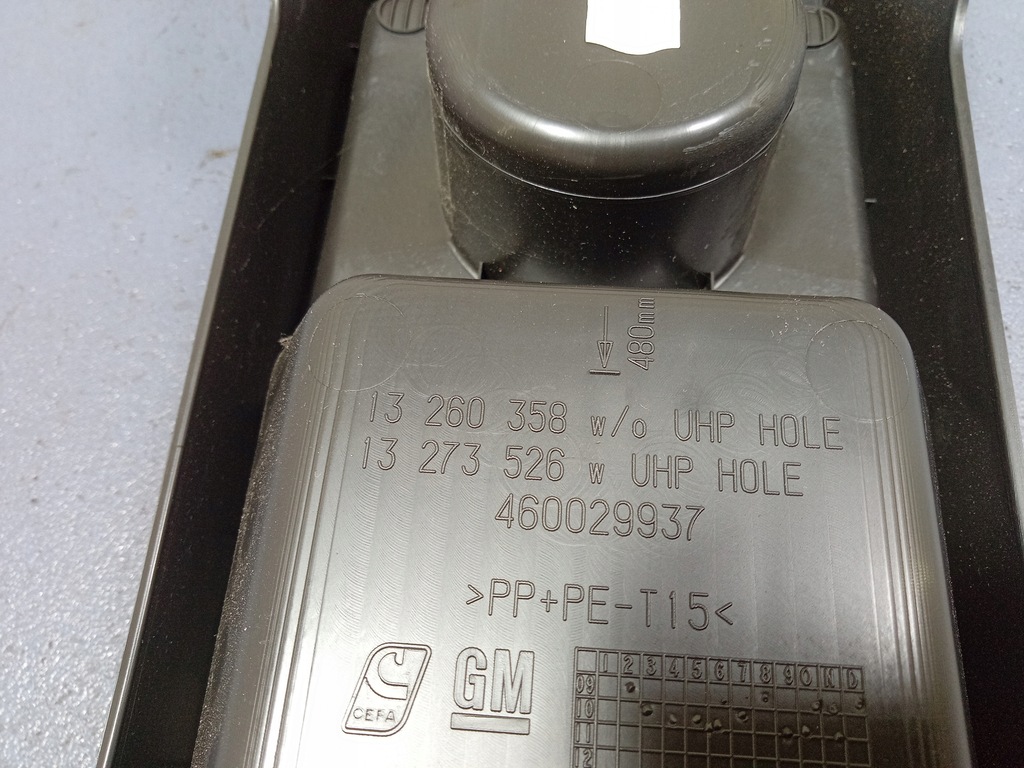 480mm
13 260 358 w/o UHP HOLE
13 273 526 w UHP HOLE
460029937
>PP+PE-T15<
CEFA
GM
1 2 3 4 5 6 7 8 9 O N D
09
10
11
12